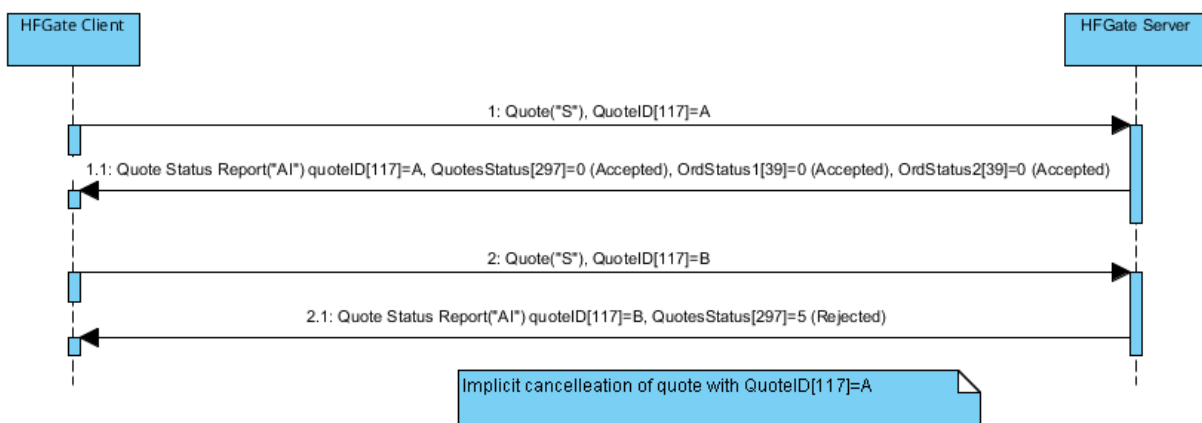 HFGate Client
HFGate Server
1: Quote("S"), QuoteID[117]=A
1.1: Quote Status Report("AI") quoteID[117]=A, QuotesStatus[297]=0 (Accepted), OrdStatus1[39]=0 (Accepted), OrdStatus2[39]=0 (Accepted)
2: Quote("S"), QuoteID[117]=B
2.1: Quote Status Report("AI") quoteID[117]=B, QuotesStatus[297]=5 (Rejected)
Implicit cancelleation of quote with QuoteID[117]=A